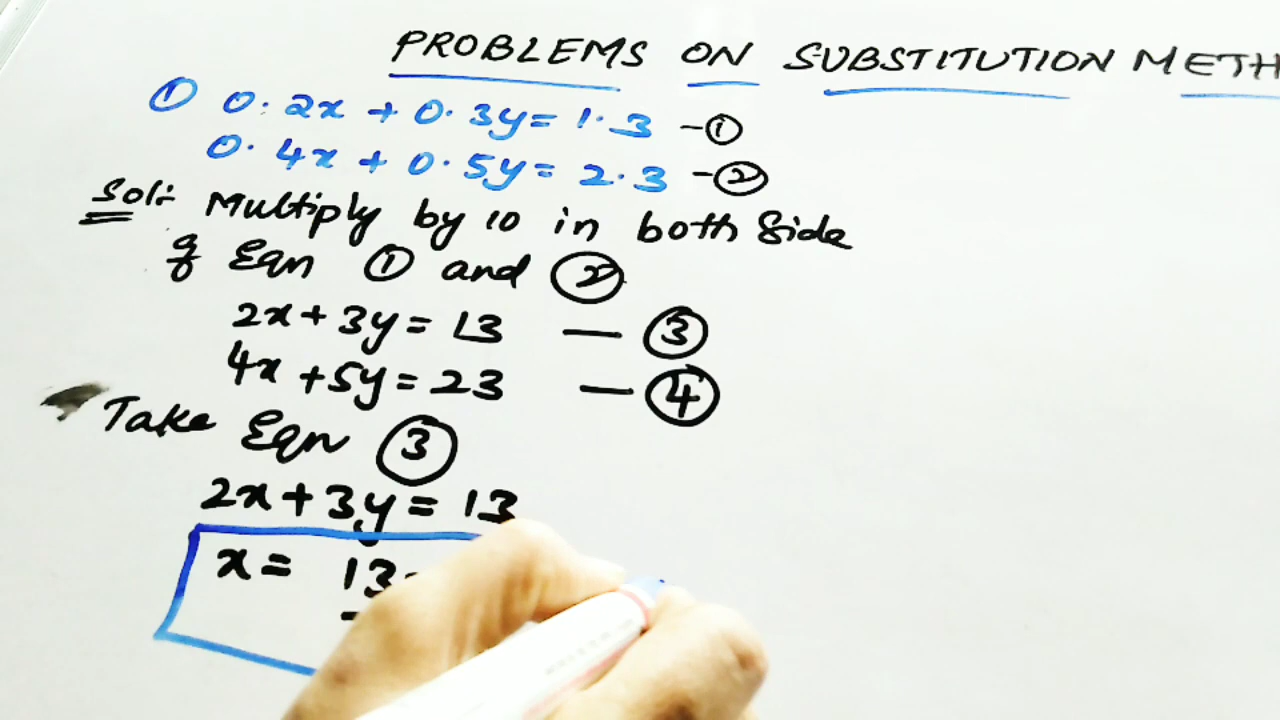 PROBLEMS ON SUBSTITUTION METH
① 0.2x + 0.3y = 1.3 -①
0.4x + 0.5y = 2.3 -②
Sol: Multiply by 10 in both Side
of Eqn ① and ②
2x + 3y = 13 — ③
4x + 5y = 23 — ④
Take Eqn ③
2x + 3y = 13
x = 13